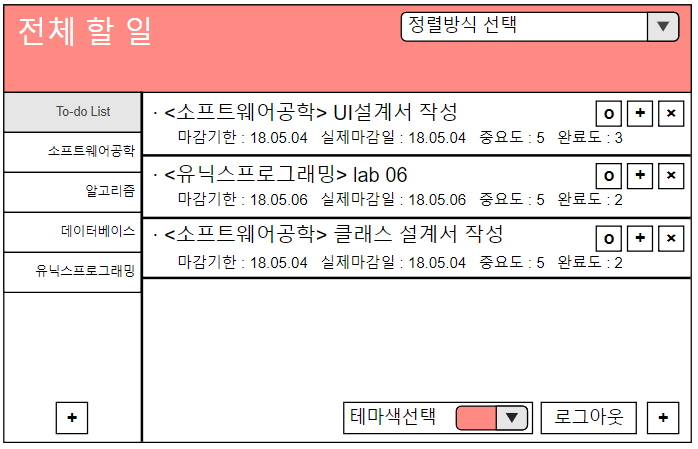 전체 할 일
정렬방식 선택
To-do List
소프트웨어공학
알고리즘
데이터베이스
유닉스프로그래밍
+
· <소프트웨어공학> UI설계서 작성
o + ×
마감기한 : 18.05.04 실제마감일 : 18.05.04 중요도 : 5 완료도 : 3
· <유닉스프로그래밍> lab 06
o + ×
마감기한 : 18.05.06 실제마감일 : 18.05.06 중요도 : 5 완료도 : 2
· <소프트웨어공학> 클래스 설계서 작성
o + ×
마감기한 : 18.05.04 실제마감일 : 18.05.04 중요도 : 5 완료도 : 2
테마색선택
로그아웃
+